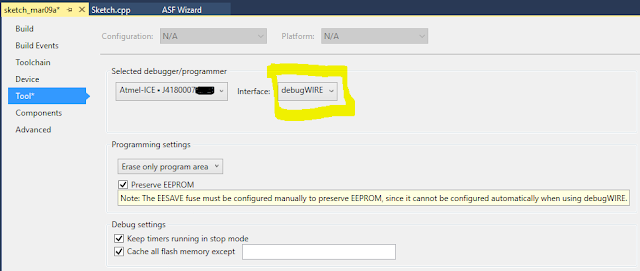 sketch_mar09a* Sketch.cpp ASF Wizard
Build
Build Events
Toolchain
Device
Tool*
Components
Advanced
Configuration: N/A Platform: N/A
Selected debugger/programmer
Atmel-ICE • J4180007 Interface: debugWIRE
Programming settings
Erase only program area
Preserve EEPROM
Note: The EESAVE fuse must be configured manually to preserve EEPROM, since it cannot be configured automatically when using debugWIRE.
Debug settings
Keep timers running in stop mode
Cache all flash memory except